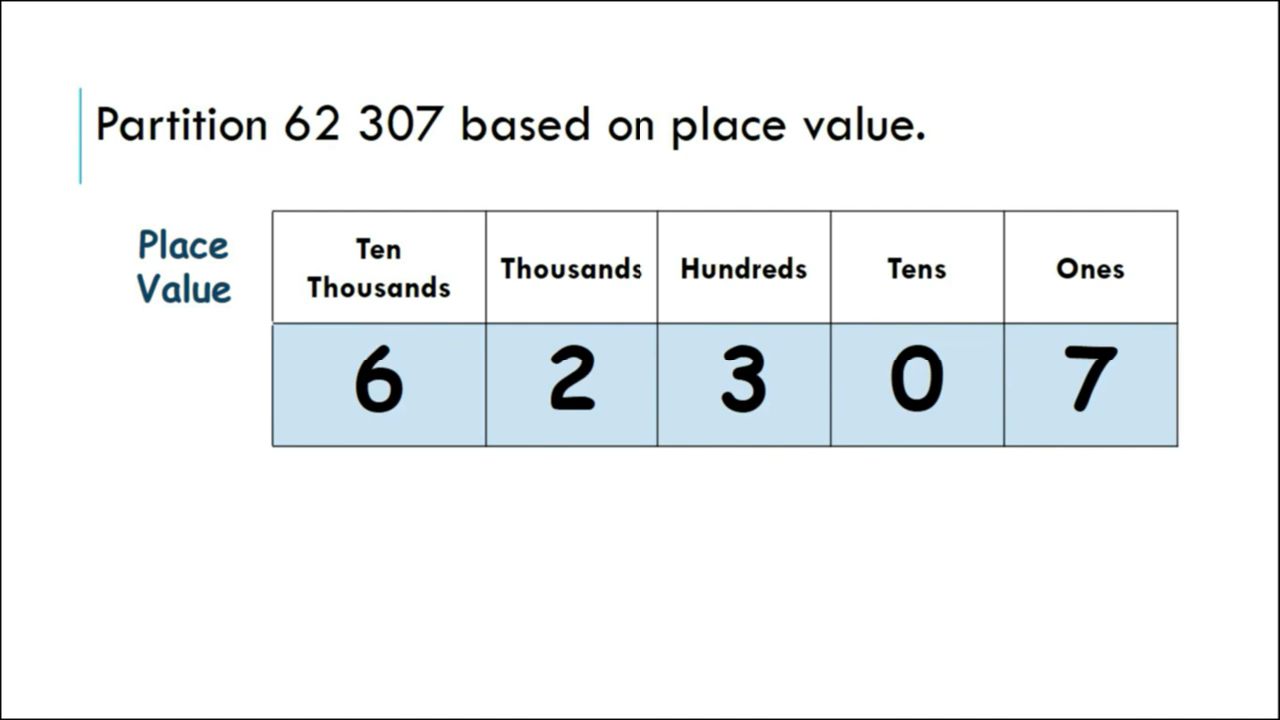 Partition 62 307 based on place value.
Place
Value
Ten
Thousands
Thousands
Hundreds
Tens
Ones
6 2 3 0 7